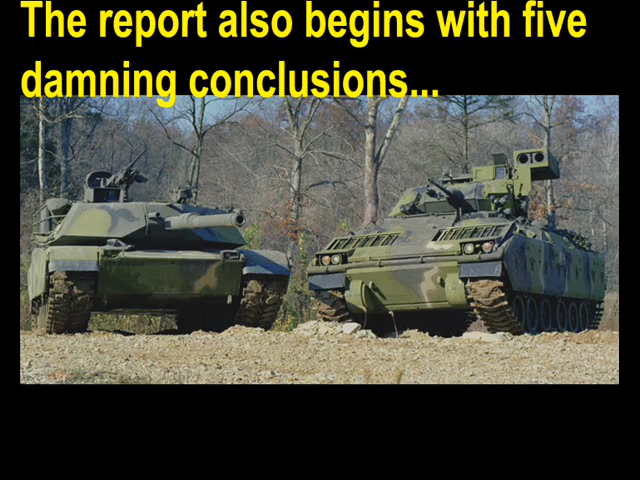 The report also begins with five
damning conclusions...